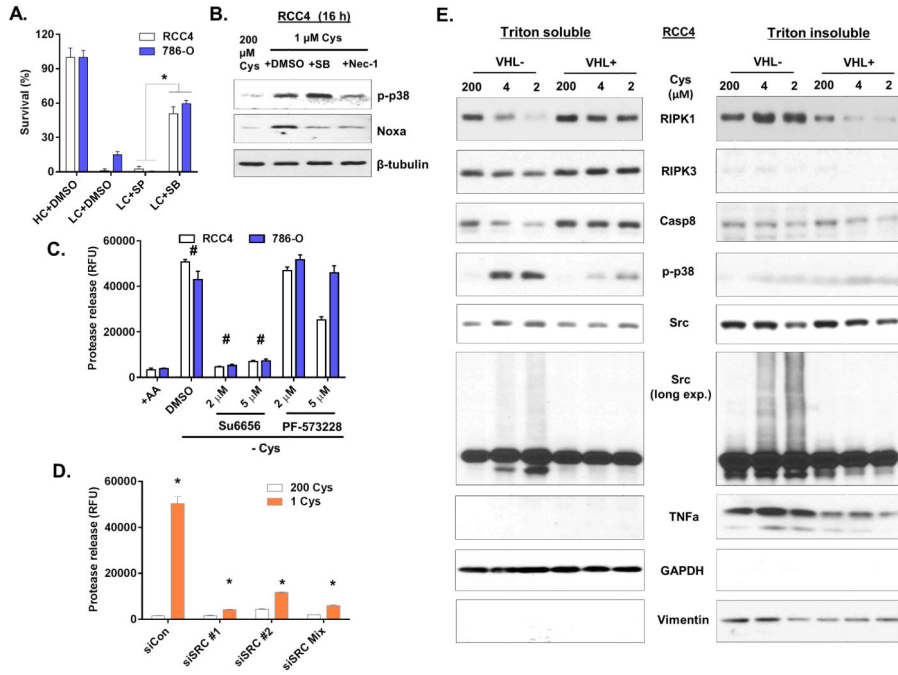 A.
RCC4
786-O
Survival (%)
120
90
60
30
0
*
HC+DMSO
LC+DMSO
LC+SP
LC+SB
B.
RCC4 (16 h)
200
μM
Cys
1 μM Cys
+DMSO +SB +Nec-1
p-p38
Noxa
β-tubulin
C.
RCC4
786-O
Protease release (RFU)
60000
40000
20000
0
#
#
#
+AA
DMSO
2 μM
5 μM
2 μM
5 μM
Su6656
PF-573228
- Cys
D.
200 Cys
1 Cys
Protease release (RFU)
60000
40000
20000
0
*
*
*
*
siCon
siSRC #1
siSRC #2
siSRC Mix
E.
Triton soluble
RCC4
Triton insoluble
VHL- VHL+
Cys
(μM)
VHL- VHL+
200 4 2 200 4 2
200 4 2 200 4 2
RIPK1
RIPK3
Casp8
p-p38
Src
Src
(long exp.)
TNFa
GAPDH
Vimentin